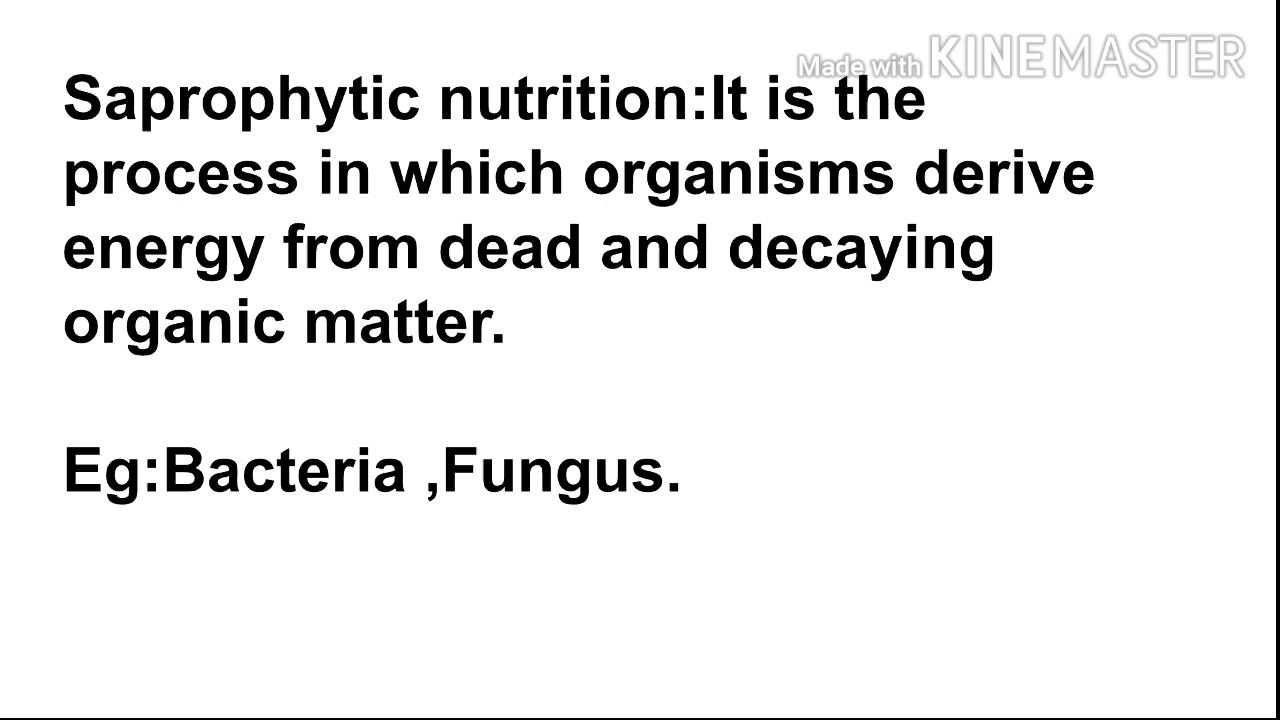 Made with KINEMASTER
Saprophytic nutrition:It is the
process in which organisms derive
energy from dead and decaying
organic matter.
Eg:Bacteria ,Fungus.